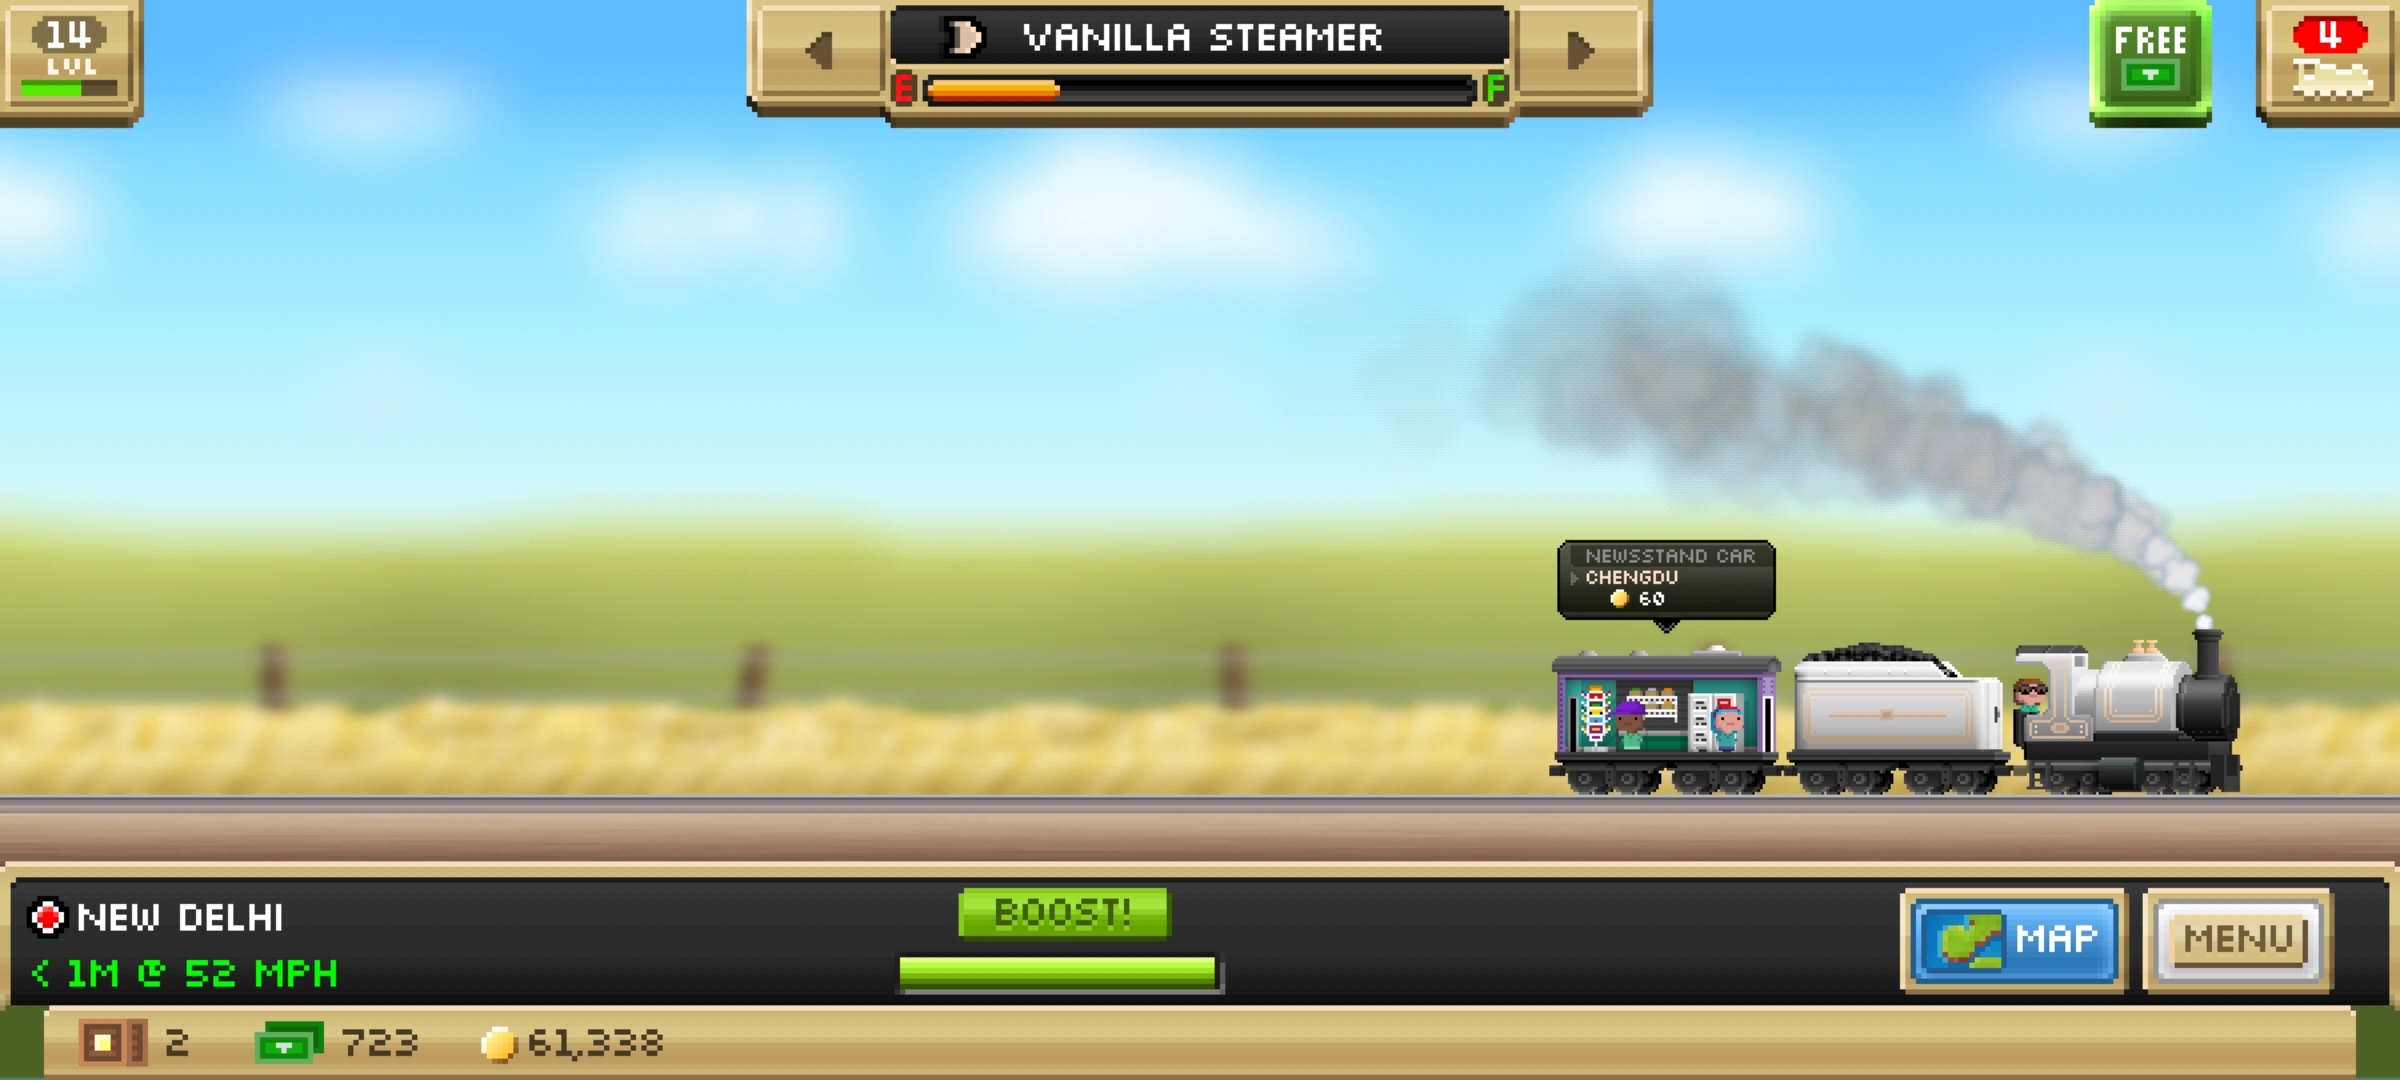 14
LVL
VANILLA STEAMER
E F
FREE
4
NEWSSTAND CAR
CHENGDU
60
NEW DELHI
< 1M @ 52 MPH
BOOST!
MAP
MENU
2
723
61,338